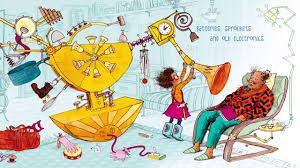 batteries, sprockets
and old electronics